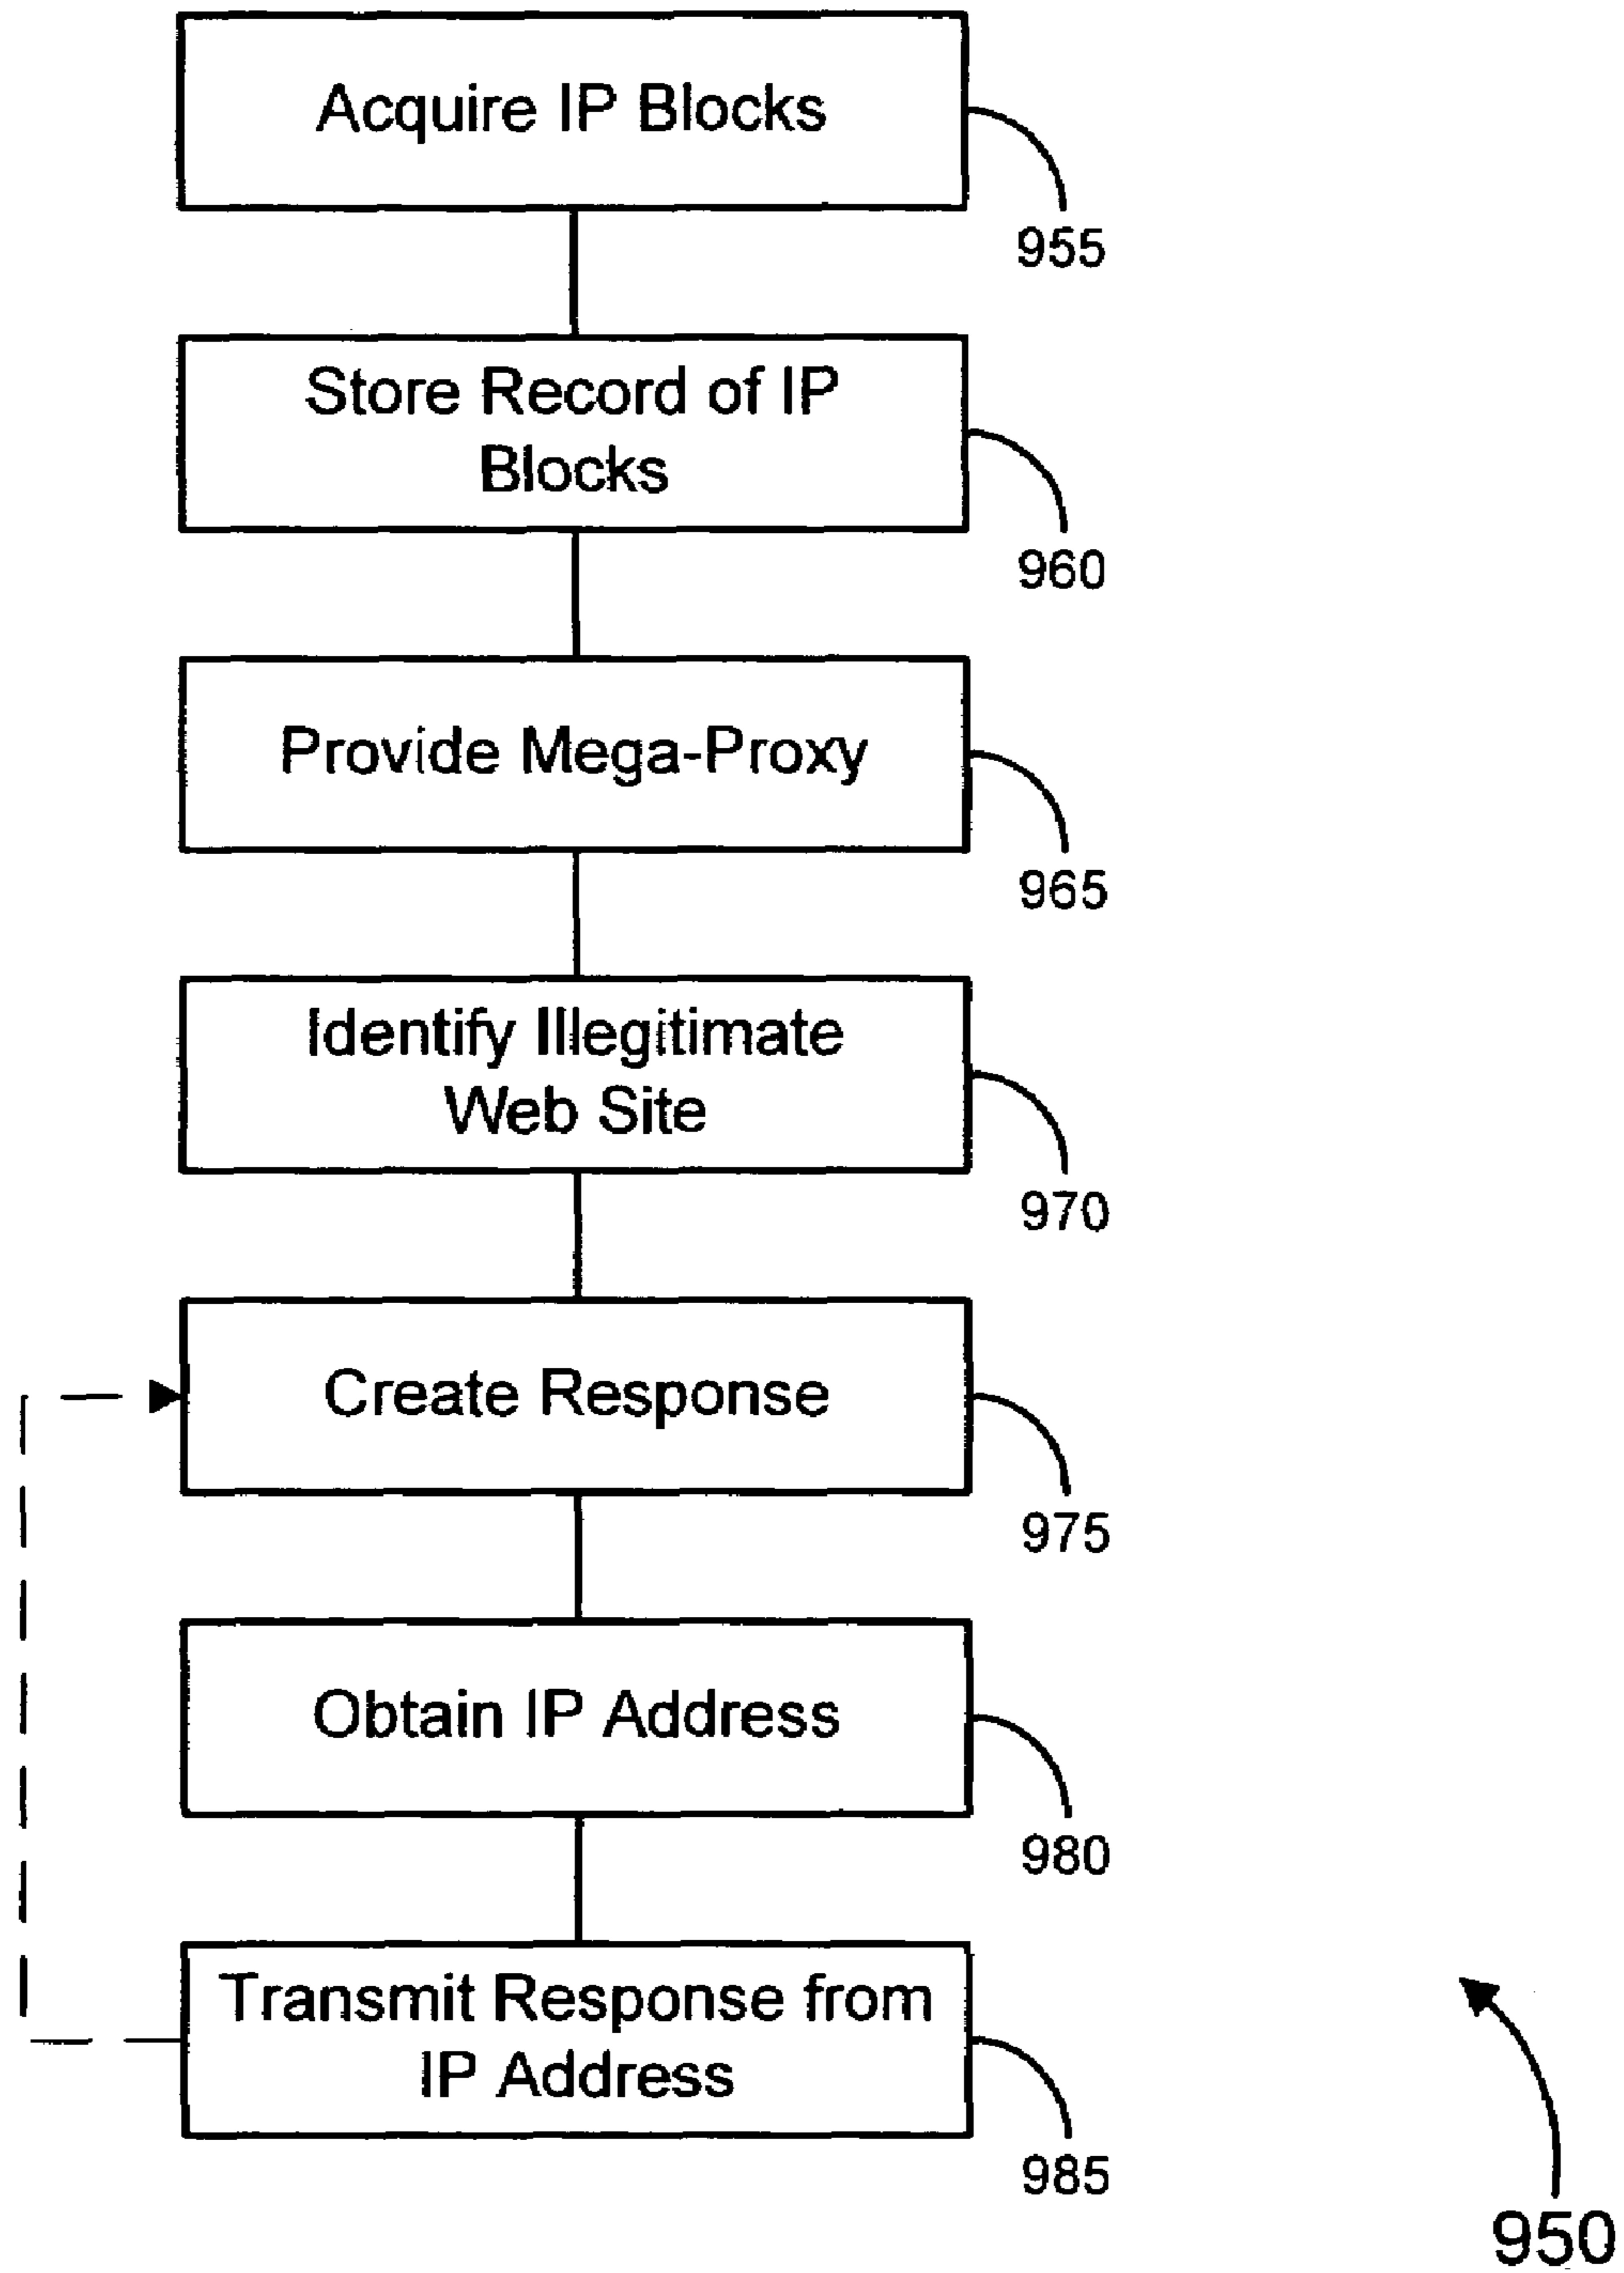 Acquire IP Blocks
955
Store Record of IP
Blocks
960
Provide Mega-Proxy
965
Identify Illegitimate
Web Site
970
Create Response
975
Obtain IP Address
980
Transmit Response from
IP Address
985
950